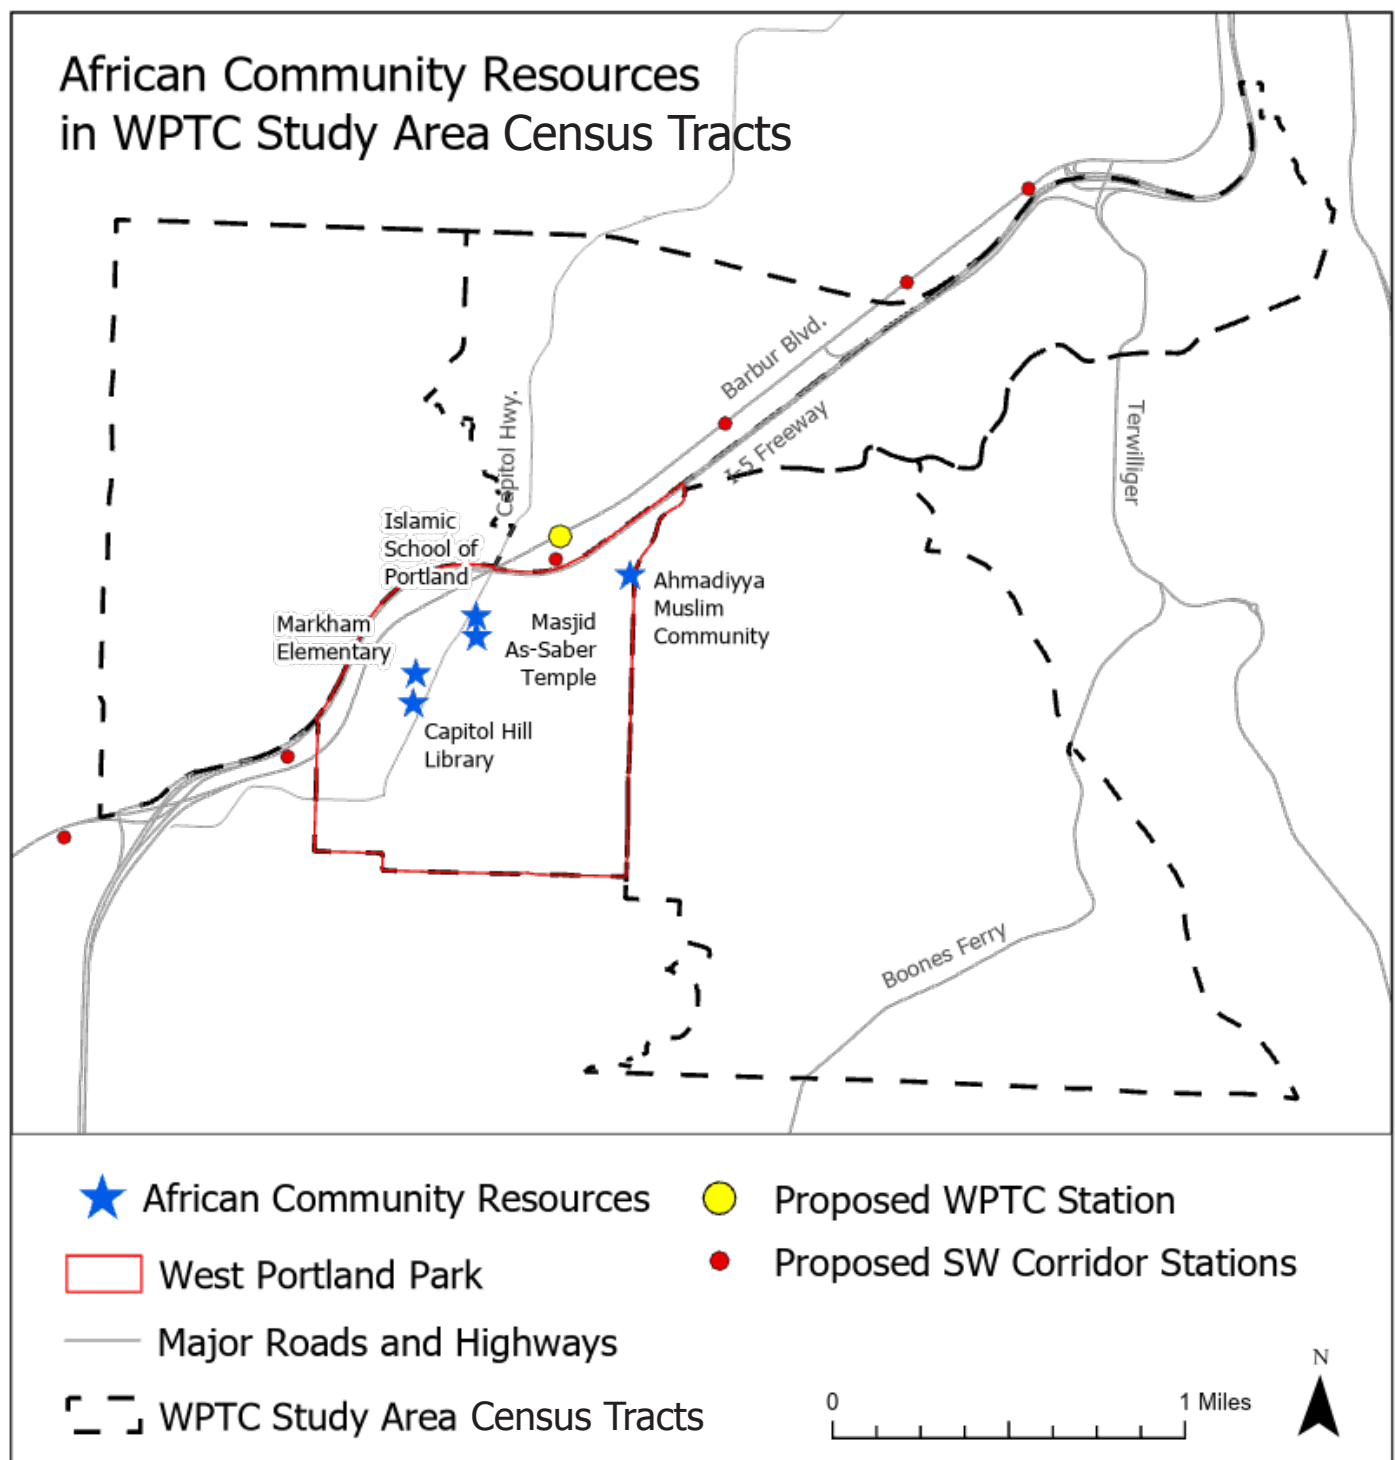 African Community Resources
in WPTC Study Area Census Tracts
Barbur Blvd.
I-5 Freeway
Capitol Hwy.
Terwilliger
Islamic
School of
Portland
Markham
Elementary
Masjid
As-Saber
Temple
Ahmadiyya
Muslim
Community
Capitol Hill
Library
Boones Ferry
African Community Resources
Proposed WPTC Station
West Portland Park
Proposed SW Corridor Stations
Major Roads and Highways
WPTC Study Area Census Tracts
0
1 Miles
N